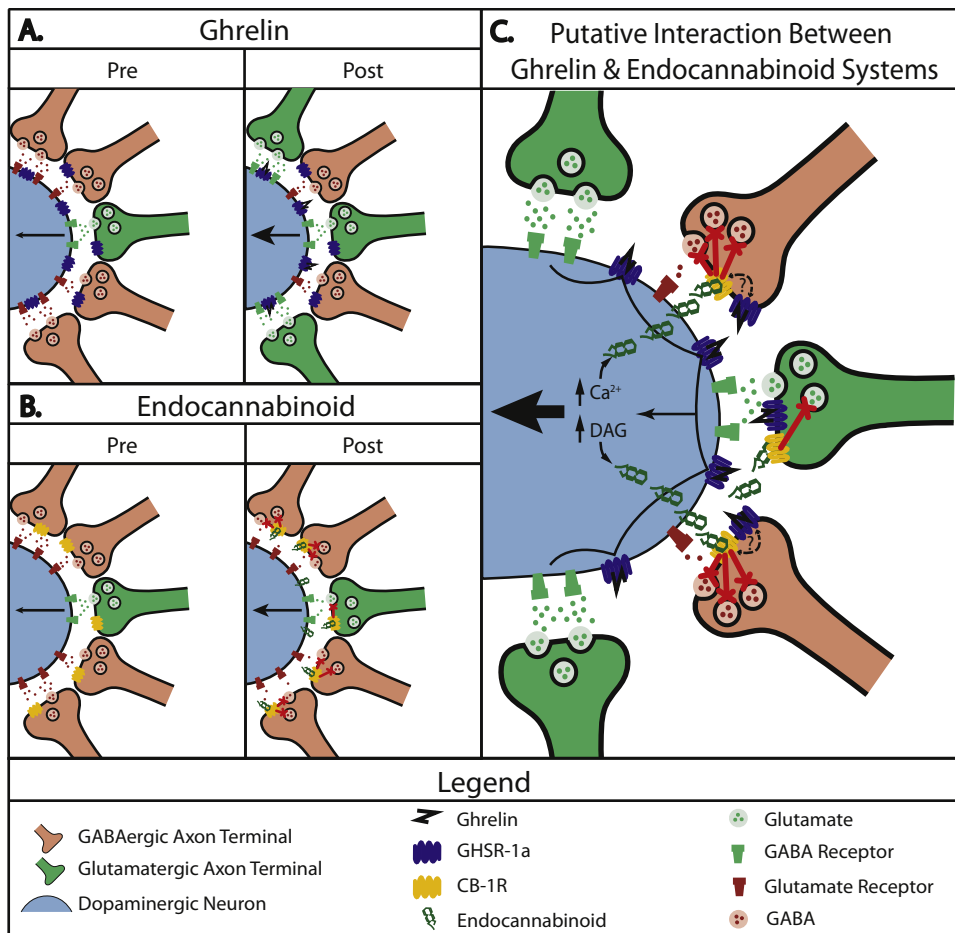 A. Ghrelin
Pre
Post
B. Endocannabinoid
Pre
Post
C. Putative Interaction Between
Ghrelin & Endocannabinoid Systems
?
Ca2+
DAG
?
Legend
GABAergic Axon Terminal
Glutamatergic Axon Terminal
Dopaminergic Neuron
Ghrelin
GHSR-1a
CB-1R
Endocannabinoid
Glutamate
GABA Receptor
Glutamate Receptor
GABA